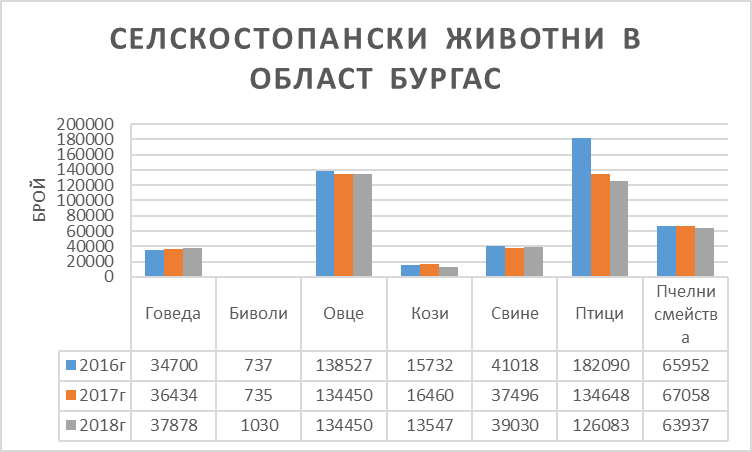 СЕЛСКОСТОПАНСКИ ЖИВОТНИ В
ОБЛАСТ БУРГАС
БРОЙ
200000
180000
160000
140000
120000
100000
80000
60000
40000
20000
0
Говеда Биволи Овце Кози Свине Птици Пчелни
смейств
а
2016г 34700 737 138527 15732 41018 182090 65952
2017г 36434 735 134450 16460 37496 134648 67058
2018г 37878 1030 134450 13547 39030 126083 63937